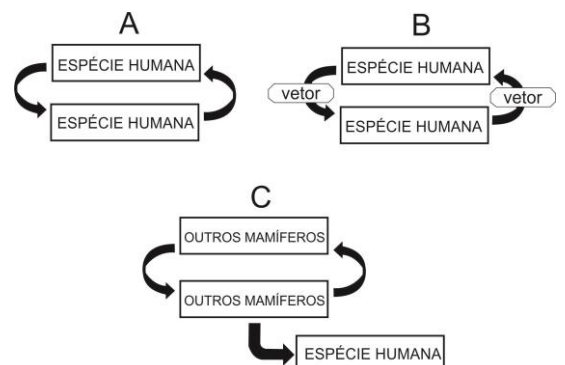 A
ESPÉCIE HUMANA
ESPÉCIE HUMANA
B
ESPÉCIE HUMANA
vetor
vetor
ESPÉCIE HUMANA
C
OUTROS MAMÍFEROS
OUTROS MAMÍFEROS
ESPÉCIE HUMANA